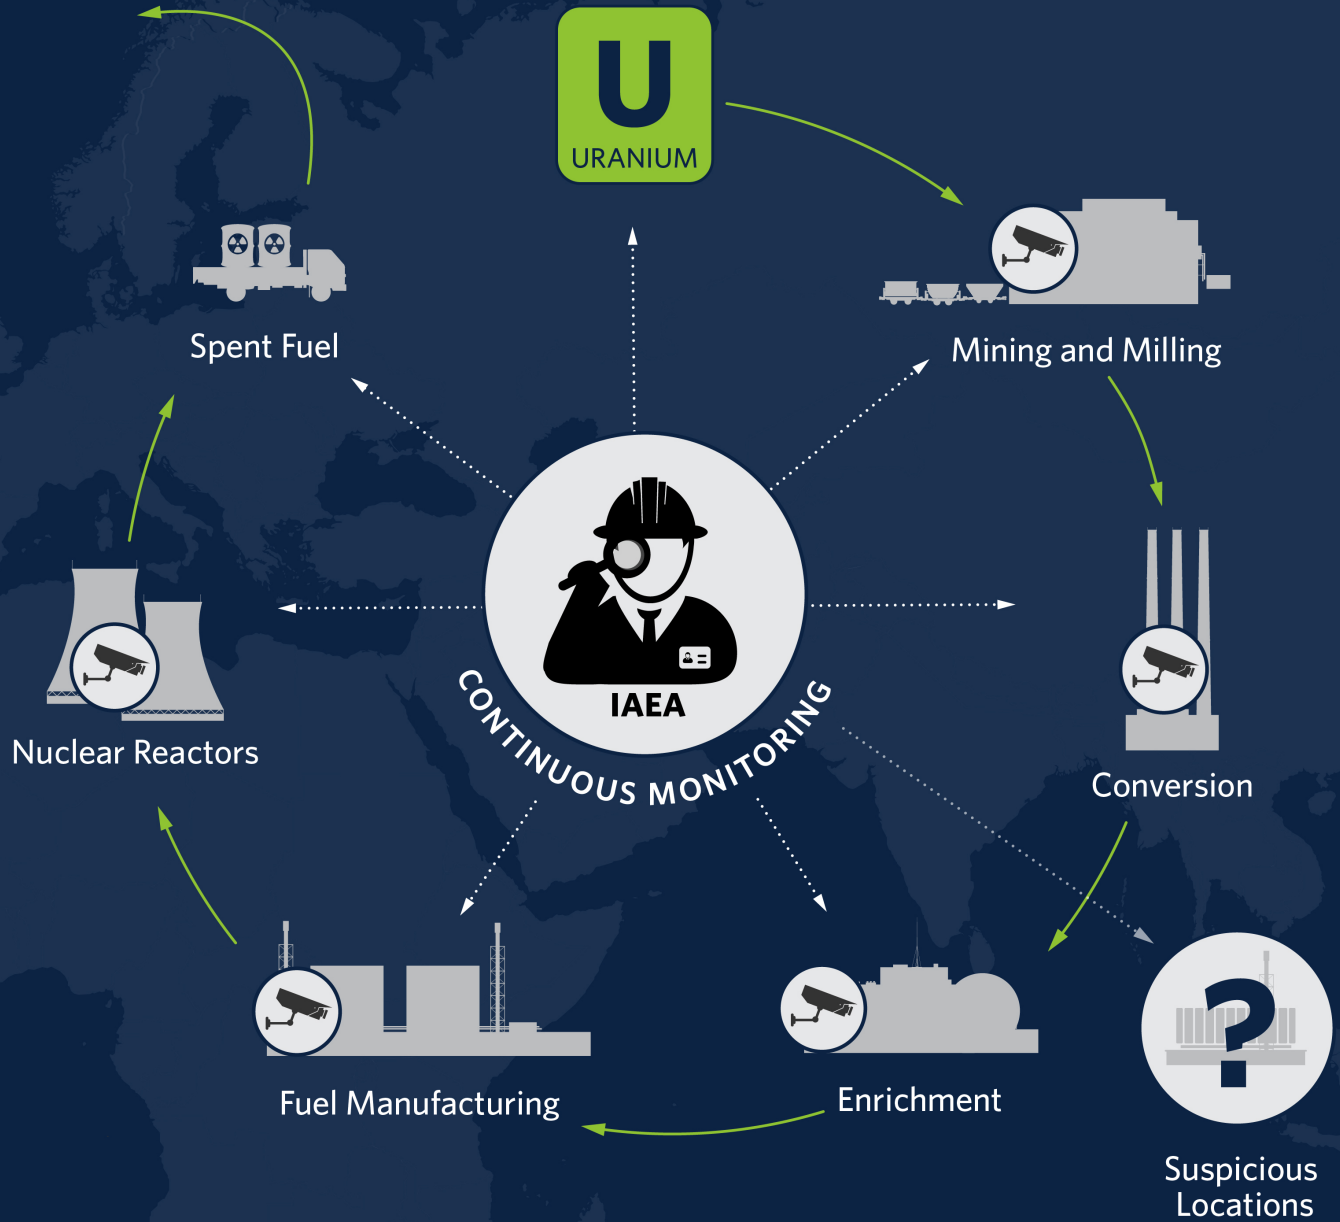 U
URANIUM
Spent Fuel
Mining and Milling
IAEA
CONTINUOUS MONITORING
Nuclear Reactors
Conversion
Fuel Manufacturing
Enrichment
?
Suspicious
Locations